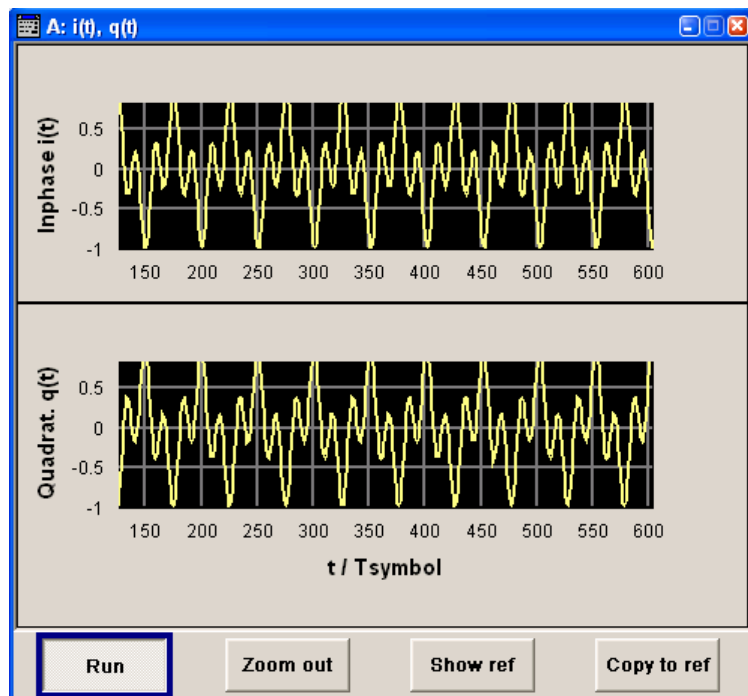 A: i(t), q(t)
Inphase i(t)
0.5
0
-0.5
-1
150 200 250 300 350 400 450 500 550 600
Quadrat. q(t)
0.5
0
-0.5
-1
150 200 250 300 350 400 450 500 550 600
t / Tsymbol
Run Zoom out Show ref Copy to ref